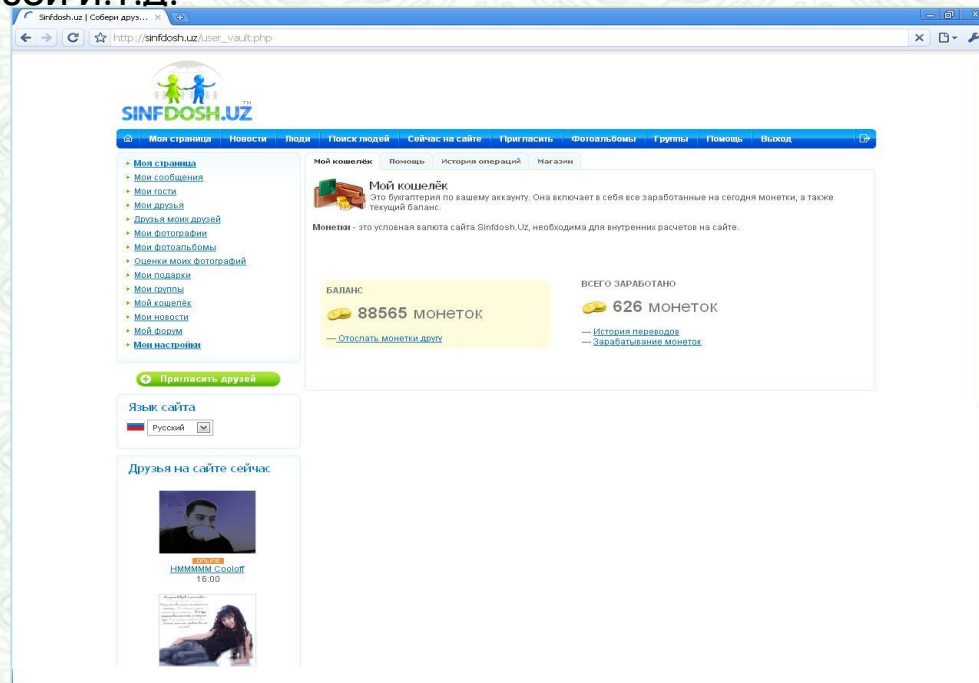 Sinfdosh.uz | Собери друз...
http://sinfdosh.uz/user_vault.php
SINFDOSH.UZ™
Моя страница Новости Люди Поиск людей Сейчас на сайте Пригласить Фотоальбомы Группы Помощь Выход
Моя страница
Мои сообщения
Мои гости
Мои друзья
Друзья моих друзей
Мои фотографии
Мои фотоальбомы
Оценки моих фотографий
Мои подарки
Мои группы
Мой кошелёк
Мои новости
Мой форум
Мои настройки
Пригласить друзей
Язык сайта
Русский
Друзья на сайте сейчас
ONLINE
HMMMMM Cooloff
16:00
Мой кошелёк Помощь История операций Магазин
Мой кошелёк
Это бухгалтерия по вашему аккаунту. Она включает в себя все заработанные на сегодня монетки, а также
текущий баланс.
Монетки - это условная валюта сайта Sinfdosh.Uz, необходима для внутренних расчетов на сайте.
БАЛАНС
88565 монеток
— Отослать монетки другу
ВСЕГО ЗАРАБОТАНО
626 монеток
— История переводов
— Зарабатывание монеток